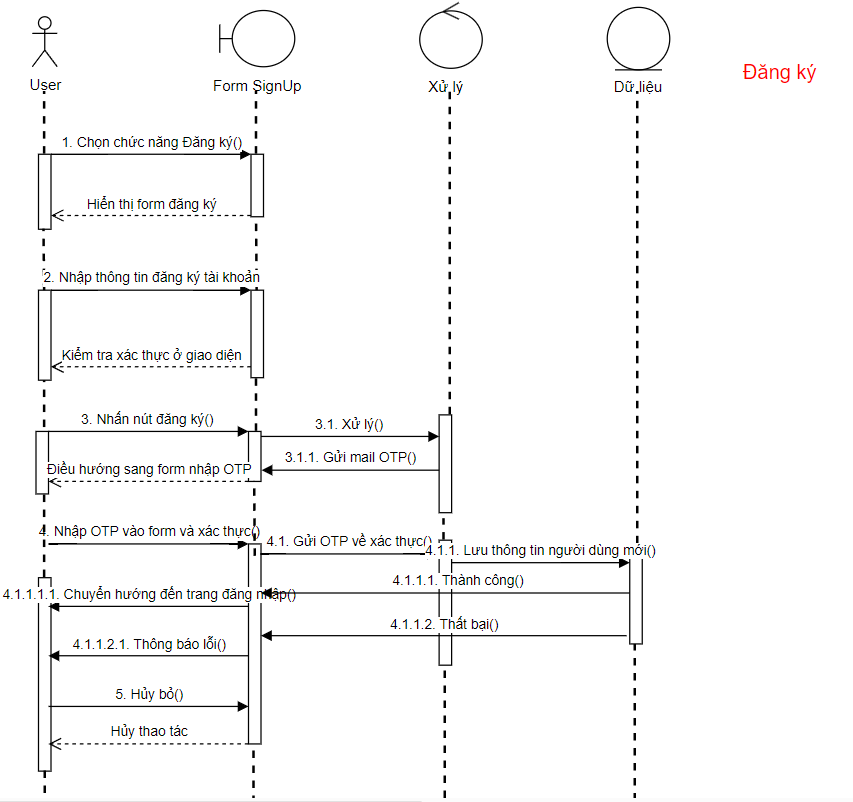 User
Form SignUp
Xử lý
Dữ liệu
Đăng ký
1. Chọn chức năng Đăng ký()
Hiển thị form đăng ký
2. Nhập thông tin đăng ký tài khoản
Kiểm tra xác thực ở giao diện
3. Nhấn nút đăng ký()
3.1. Xử lý()
3.1.1. Gửi mail OTP()
Điều hướng sang form nhập OTP
4. Nhập OTP vào form và xác thực()
4.1. Gửi OTP về xác thực()
4.1.1. Lưu thông tin người dùng mới()
4.1.1.1. Thành công()
4.1.1.1.1. Chuyển hướng đến trang đăng nhập()
4.1.1.2. Thất bại()
4.1.1.2.1. Thông báo lỗi()
5. Hủy bỏ()
Hủy thao tác